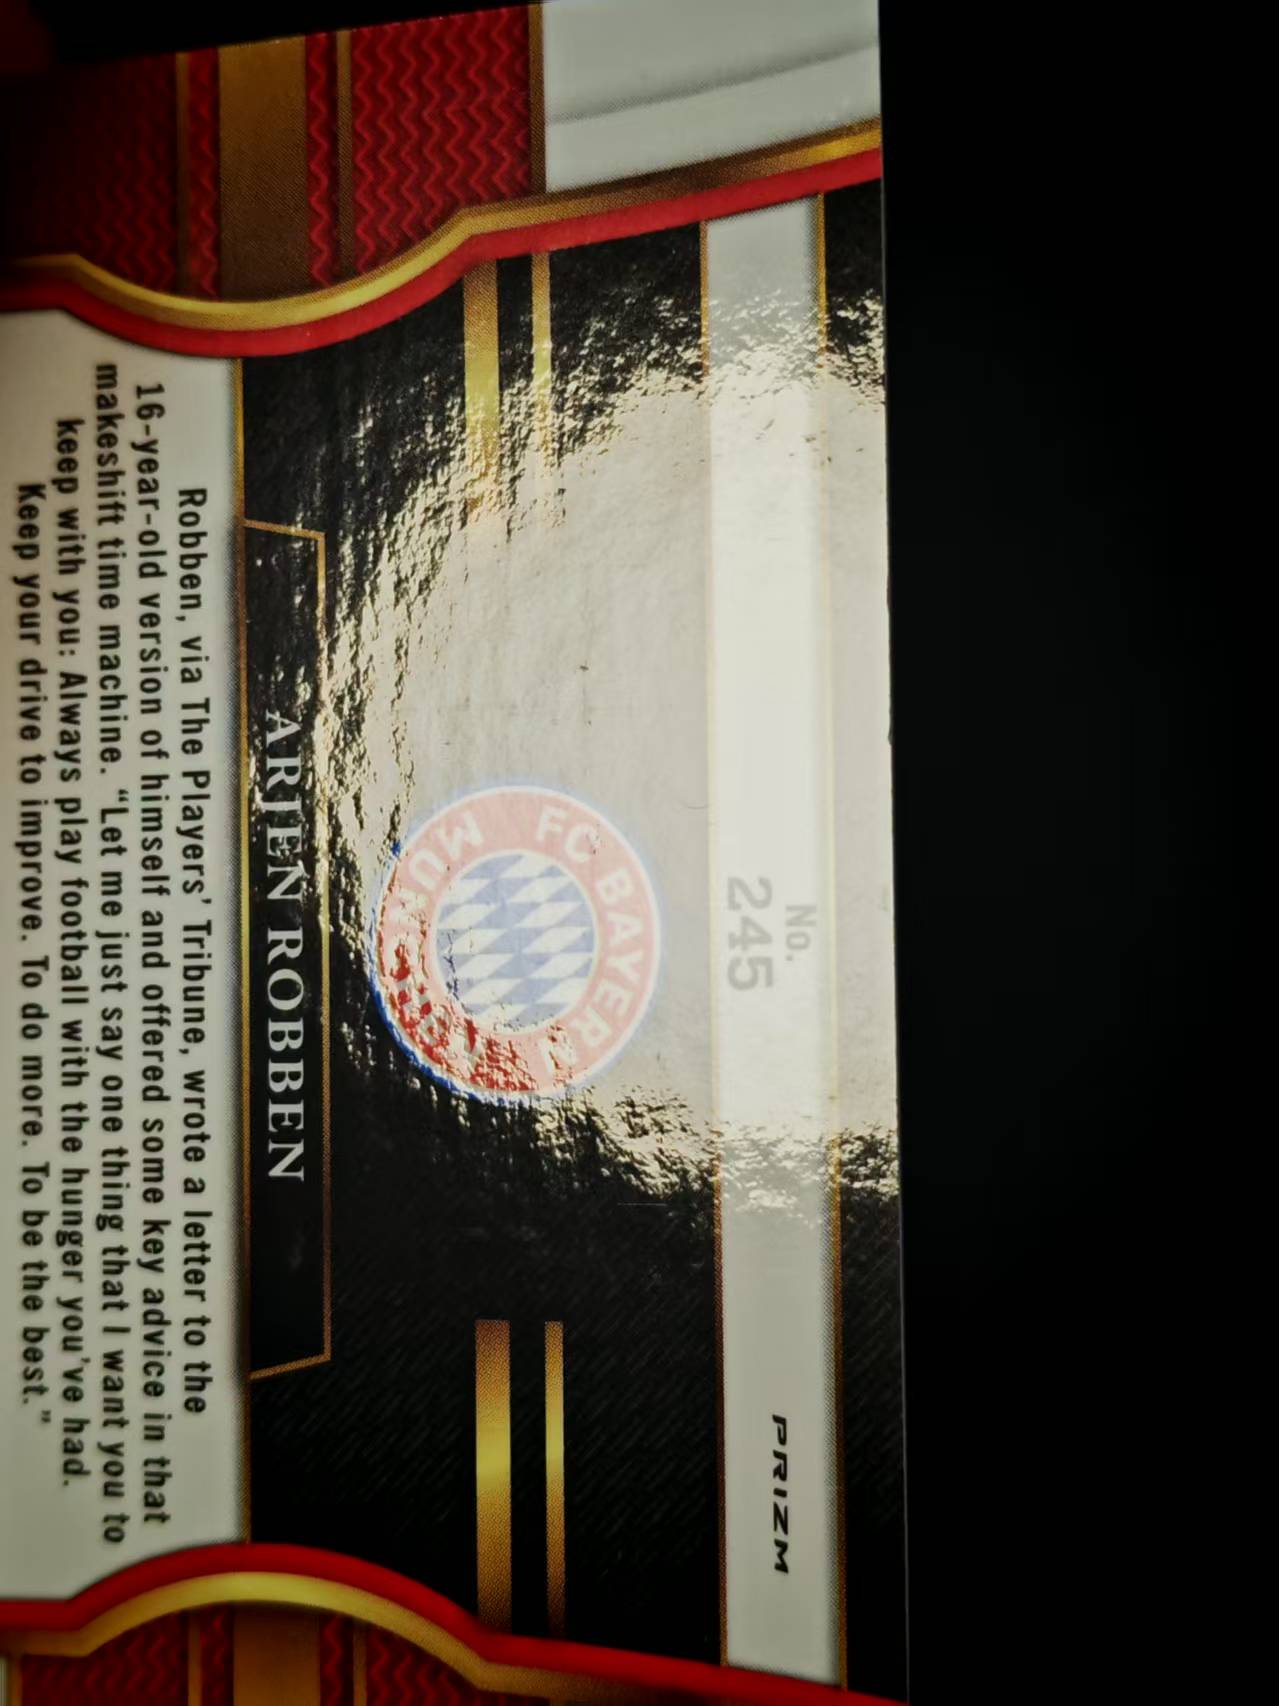 PRIZM
No.
245
FC BAYERN
MÜNCHEN
ARJEN ROBBEN
Robben, via The Players' Tribune, wrote a letter to the
16-year-old version of himself and offered some key advice in that
makeshift time machine. “Let me just say one thing that I want you to
keep with you: Always play football with the hunger you've had.
Keep your drive to improve. To do more. To be the best.”